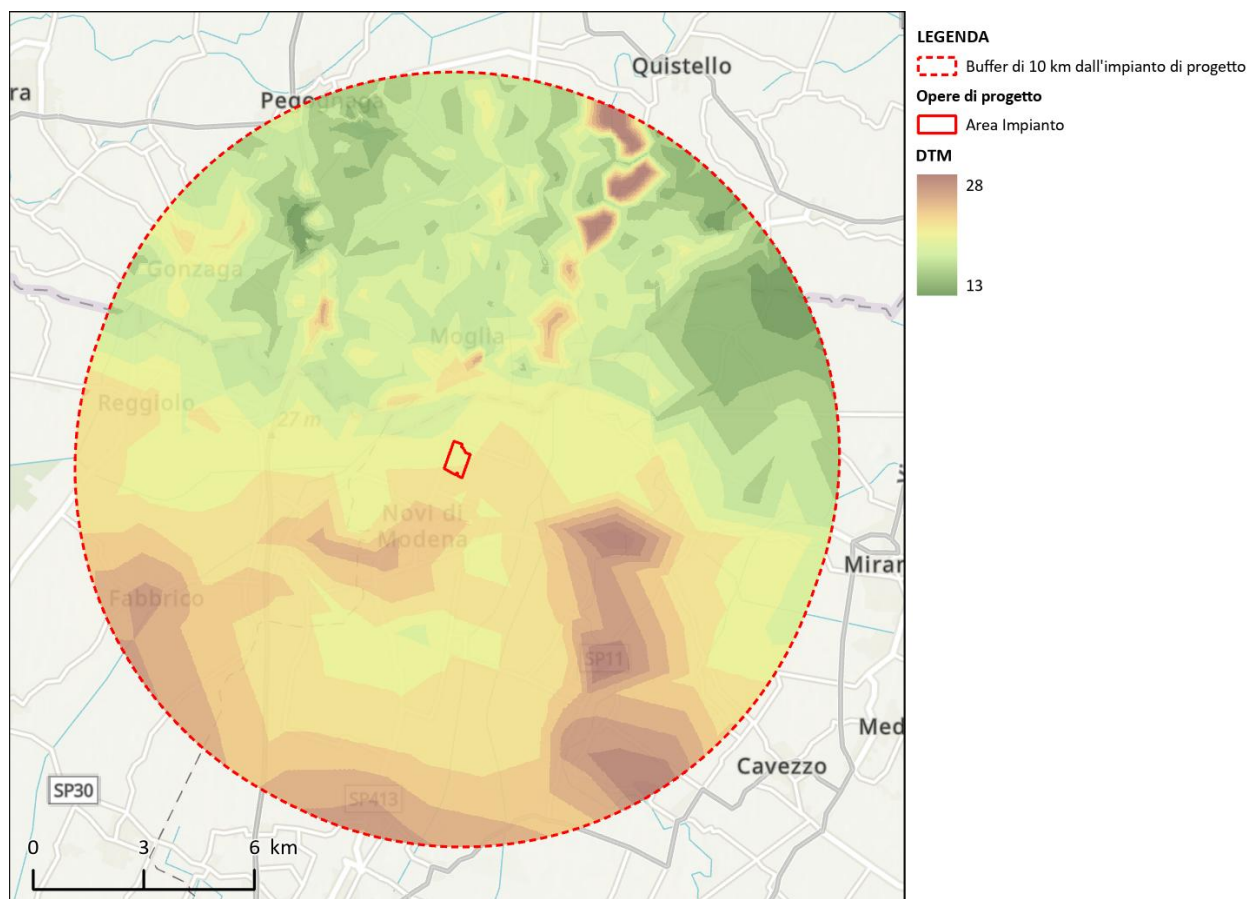 Quistello
ra
Pegognaga
Gonzaga
Moglia
Reggiolo
27 m
Novi di
Modena
Miran
Fabbrico
SP11
Med
Cavezzo
SP30
SP413
0 3 6 km
LEGENDA
Buffer di 10 km dall'impianto di progetto
Opere di progetto
Area Impianto
DTM
28
13